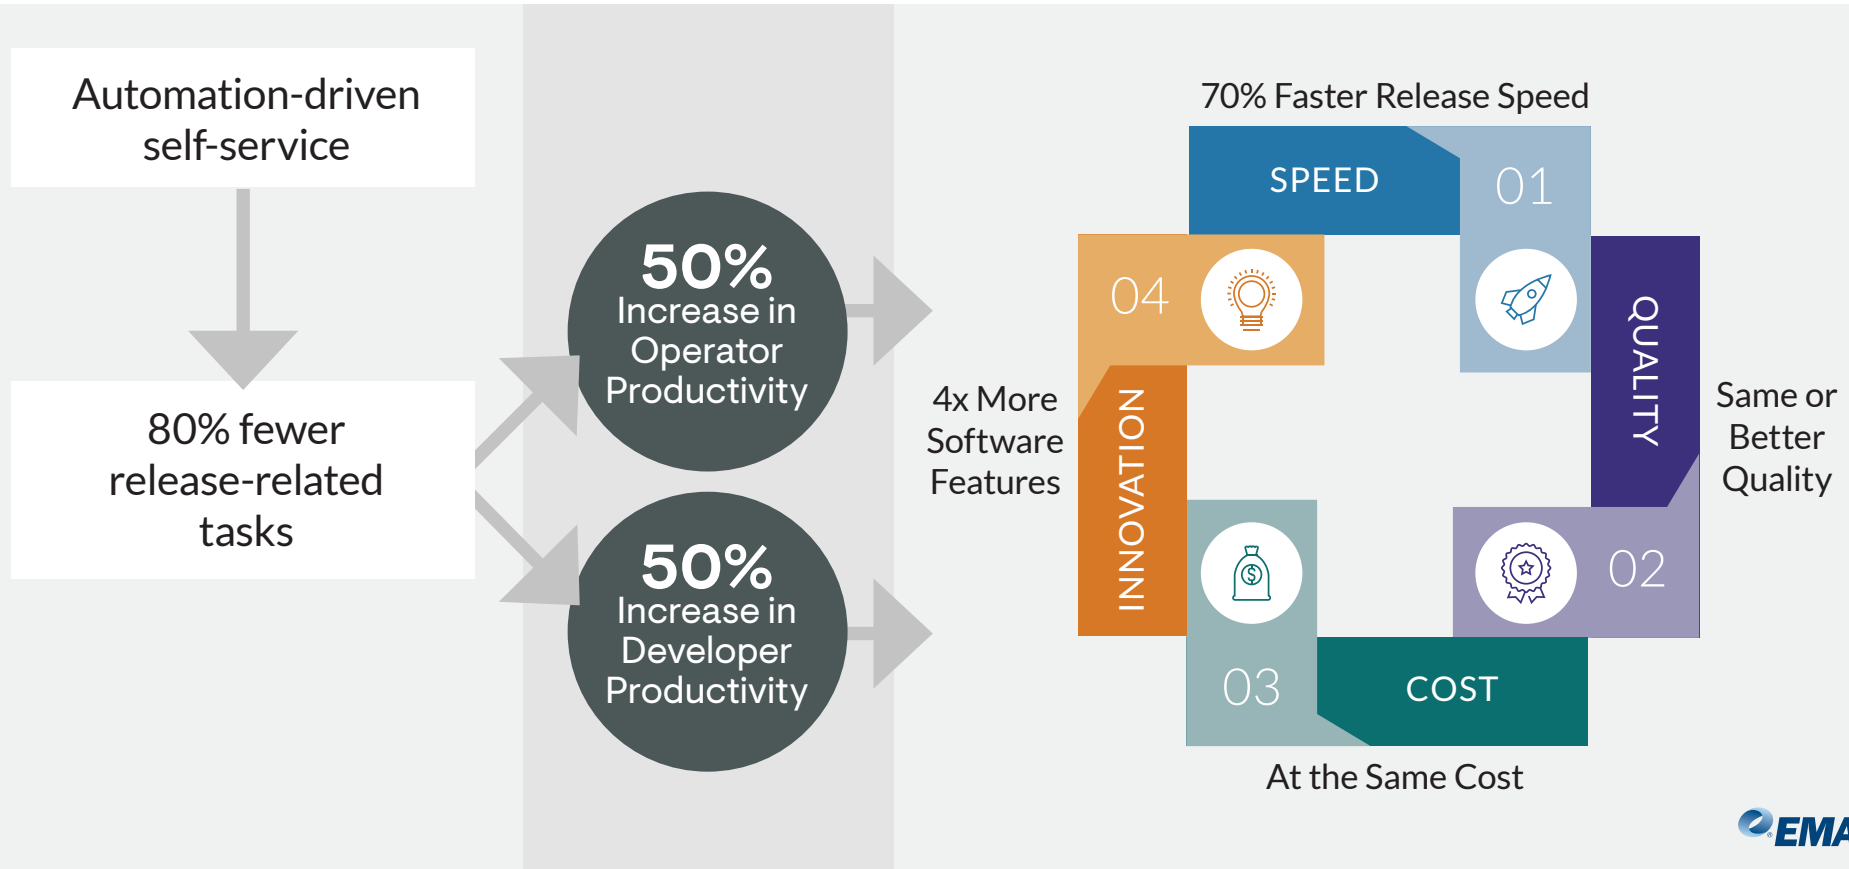 Automation-driven
self-service
80% fewer
release-related
tasks
50%
Increase in
Operator
Productivity
50%
Increase in
Developer
Productivity
70% Faster Release Speed
SPEED
01
QUALITY
Same or
Better
Quality
02
COST
03
At the Same Cost
INNOVATION
04
4x More
Software
Features
EMA